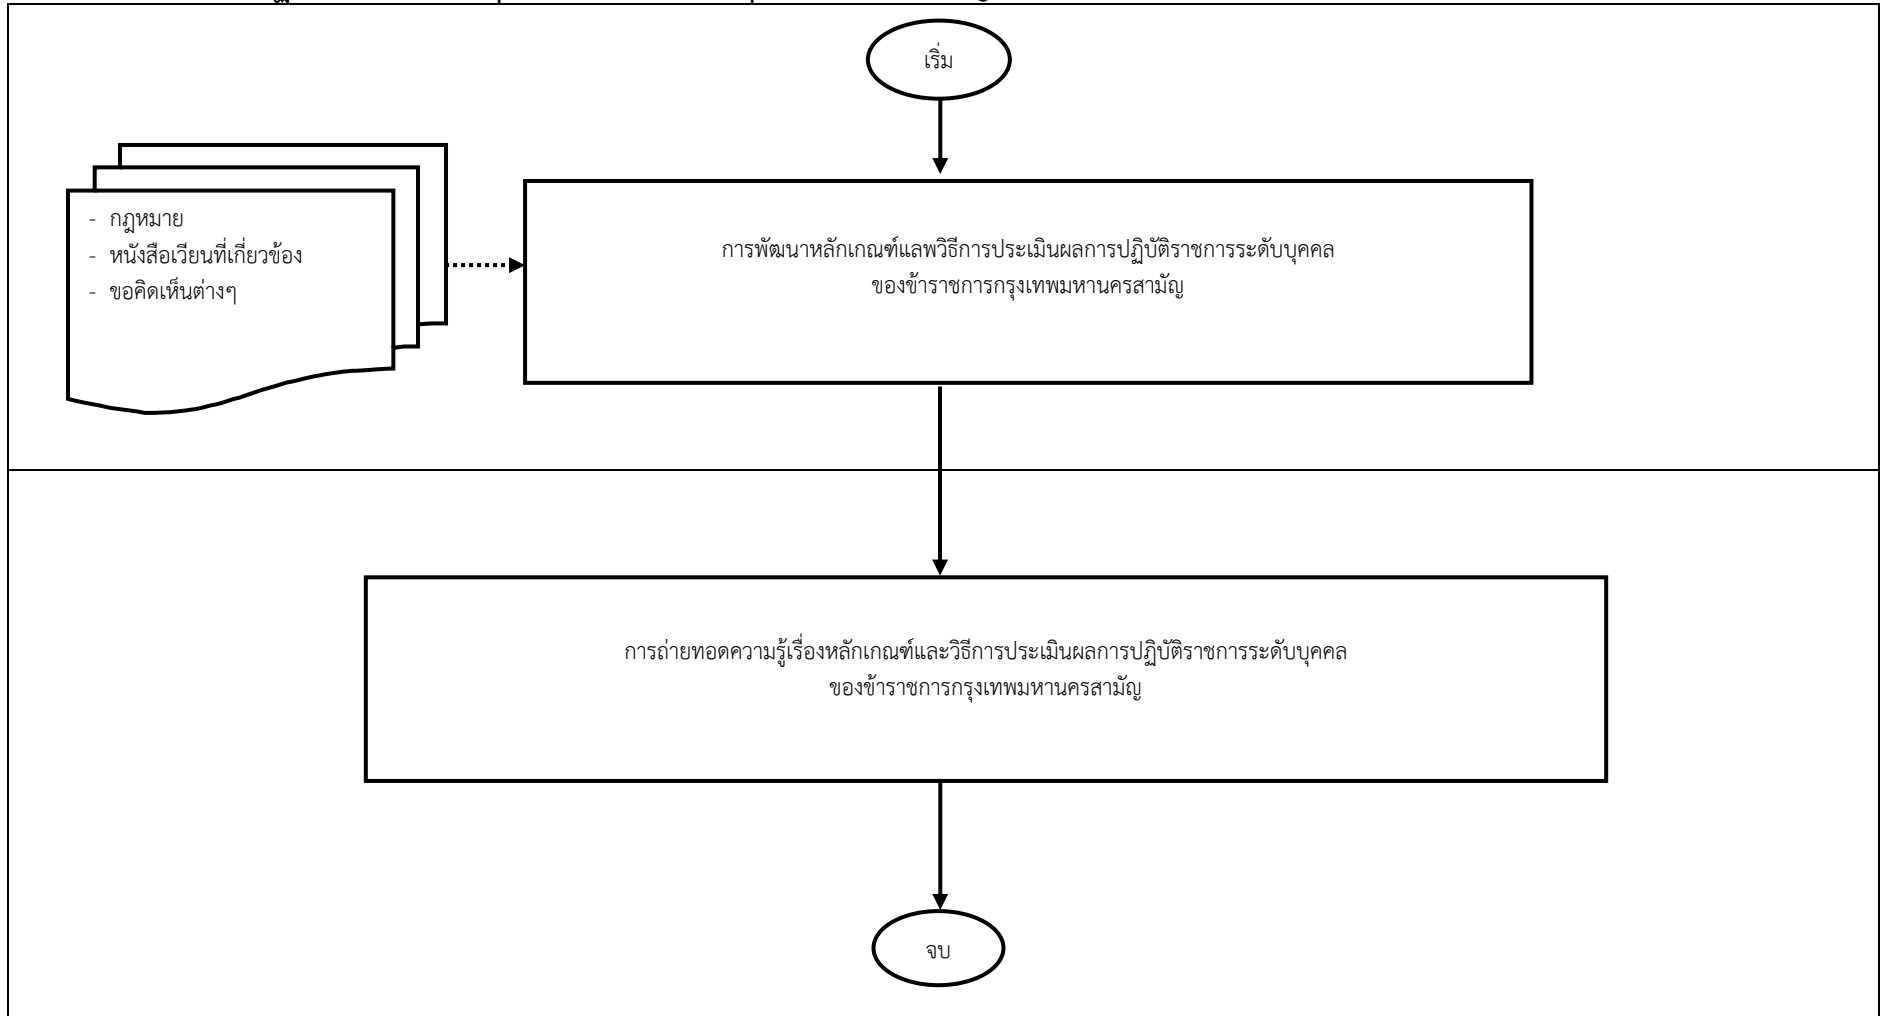 เริ่ม
- กฎหมาย
- หนังสือเวียนที่เกี่ยวข้อง
- ขอคิดเห็นต่างๆ
การพัฒนาหลักเกณฑ์แลพวิธีการประเมินผลการปฏิบัติราชการระดับบุคคล
ของข้าราชการกรุงเทพมหานครสามัญ
การถ่ายทอดความรู้เรื่องหลักเกณฑ์และวิธีการประเมินผลการปฏิบัติราชการระดับบุคคล
ของข้าราชการกรุงเทพมหานครสามัญ
จบ